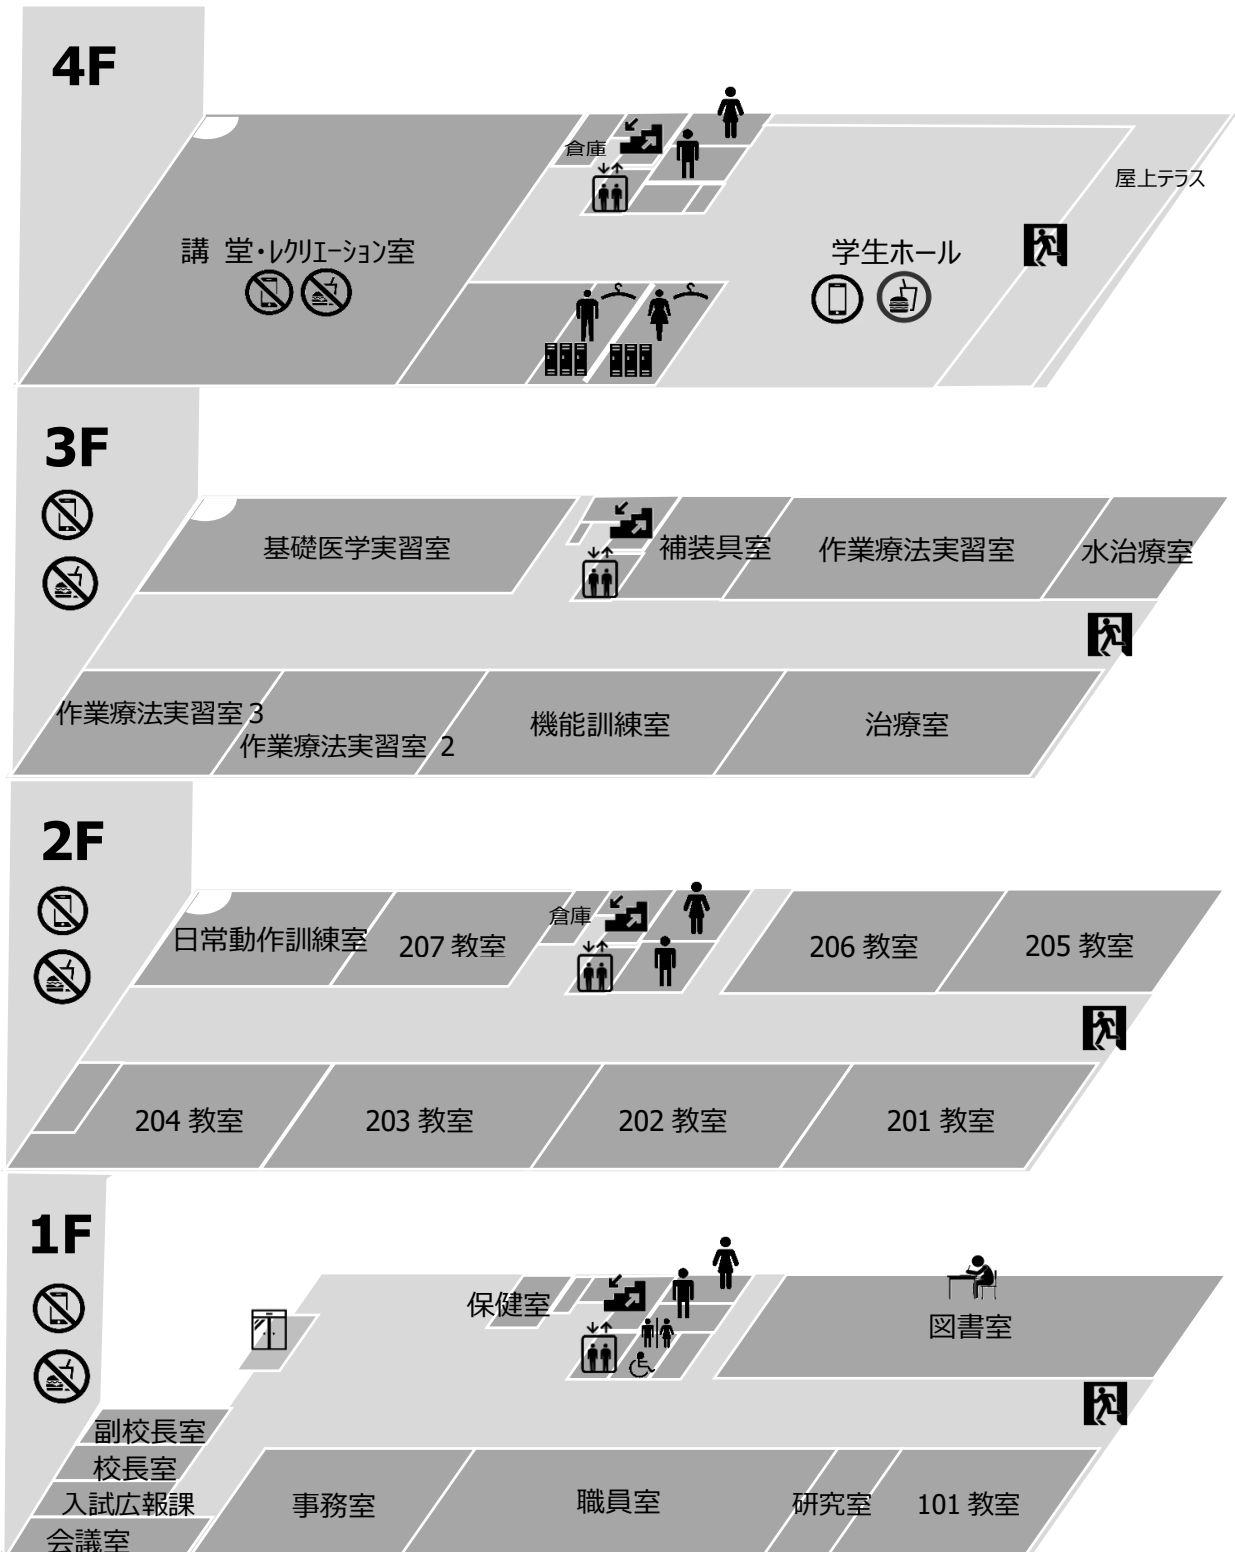 4F
倉庫
屋上テラス
講 堂・レクリエーション室
学生ホール
3F
基礎医学実習室
補装具室
作業療法実習室
水治療室
作業療法実習室3
作業療法実習室 2
機能訓練室
治療室
2F
日常動作訓練室
207 教室
倉庫
206 教室
205 教室
204 教室
203 教室
202 教室
201 教室
1F
保健室
図書室
副校長室
校長室
入試広報課
会議室
事務室
職員室
研究室
101 教室